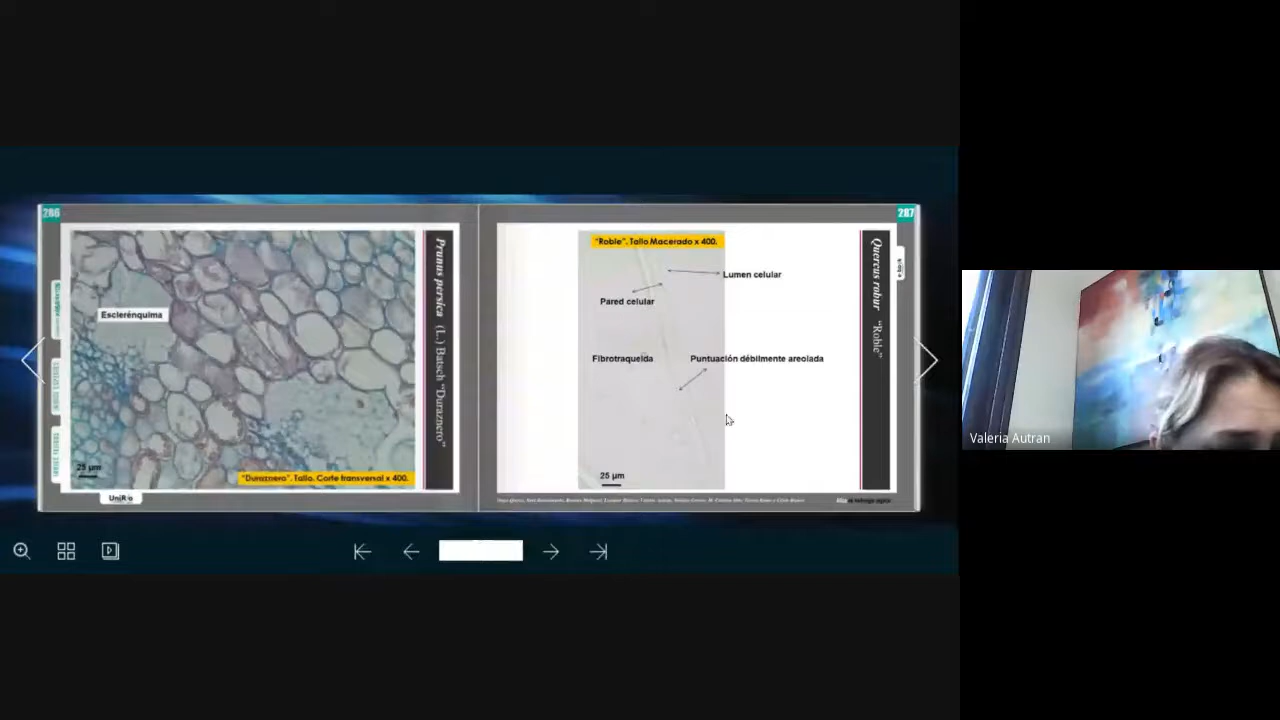 286
287
Esclerénquima
25 µm
"Duraznero". Tallo. Corte transversal x 400.
Prunus persica (L.) Batsch "Duraznero"
UniRío
"Roble". Tallo Macerado x 400.
Lumen celular
Pared celular
Fibrotraqueida
Puntuación débilmente areolada
25 µm
Quercus robur "Roble"
e-book
Valeria Autran